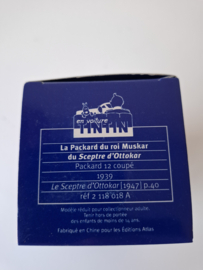 en voiture
TINTIN
La Packard du roi Muskar
du Sceptre d'Ottokar
Packard 12 coupé
1939
Le Sceptre d'Ottokar 1947 p.40
réf 2 118 018 A
Modèle réduit pour collectionneur adulte.
Tenir hors de portée
des enfants de moins de 14 ans.
Fabriqué en Chine pour les Éditions Atlas